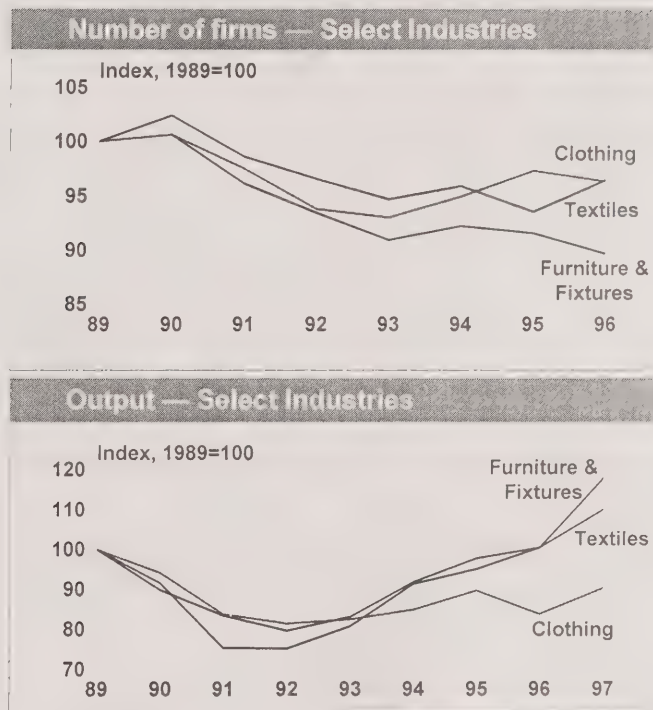 Number of firms — Select Industries
Index, 1989=100
105
100
95
90
85
Clothing
Textiles
Furniture &
Fixtures
89 90 91 92 93 94 95 96
Output — Select Industries
Index, 1989=100
120
110
100
90
80
70
Furniture &
Fixtures
Textiles
Clothing
89 90 91 92 93 94 95 96 97